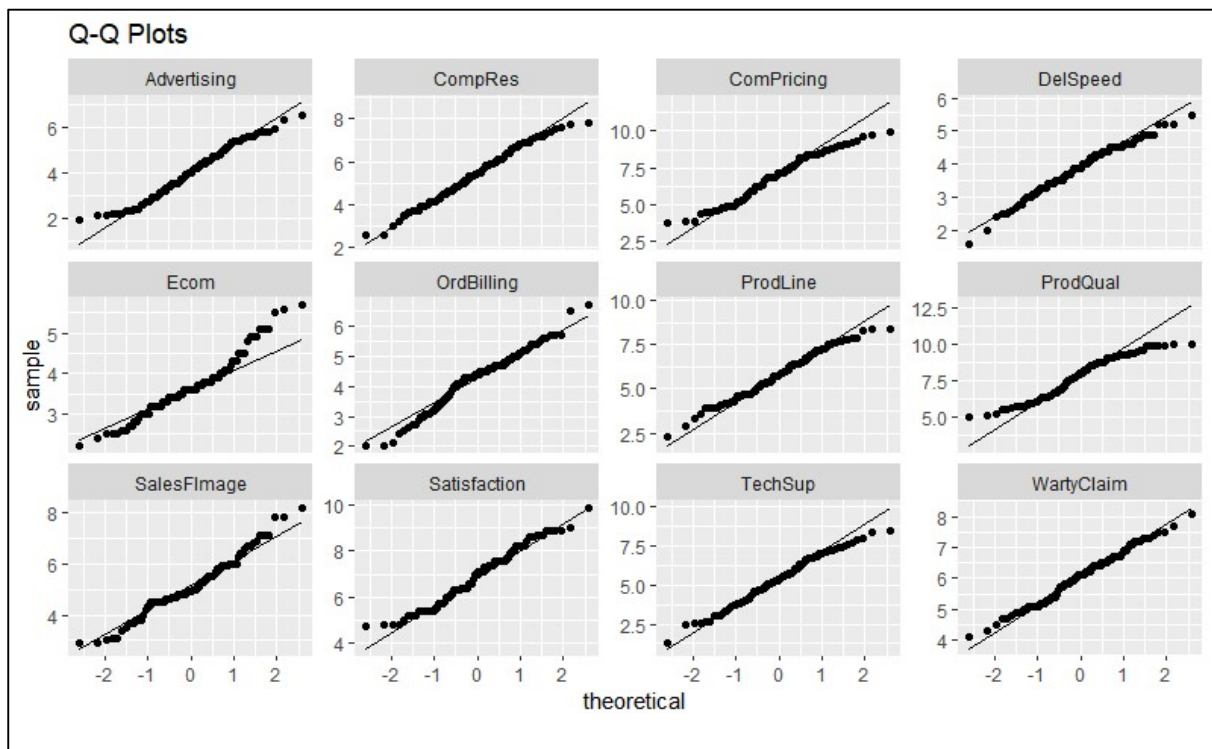 Q-Q Plots
Advertising
CompRes
ComPricing
DelSpeed
6
4
2
8
6
4
2
10.0
7.5
5.0
2.5
6
5
4
3
2
Ecom
OrdBilling
ProdLine
ProdQual
5
4
3
6
5
4
3
2
10.0
7.5
5.0
2.5
12.5
10.0
7.5
5.0
SalesFImage
Satisfaction
TechSup
WartyClaim
8
6
4
10
8
6
4
10.0
7.5
5.0
2.5
8
7
6
5
4
-2 -1 0 1 2
-2 -1 0 1 2
-2 -1 0 1 2
-2 -1 0 1 2
sample
theoretical